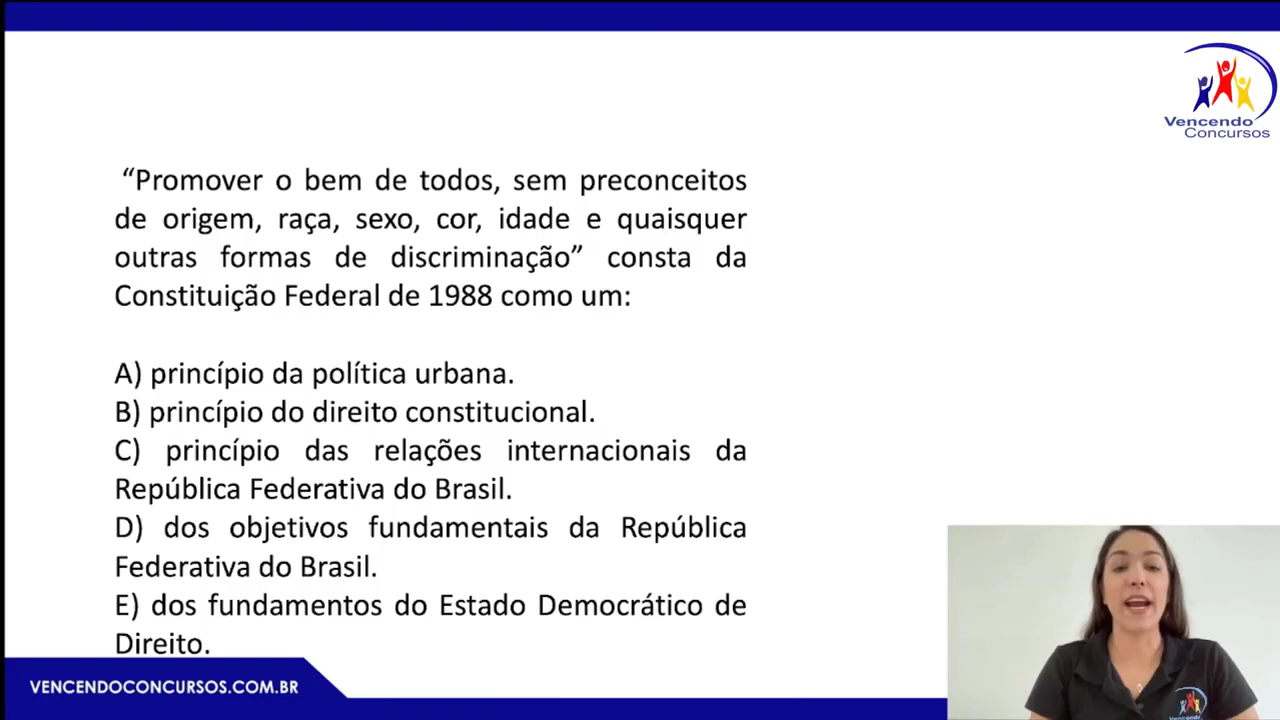 Vencendo
Concursos
“Promover o bem de todos, sem preconceitos
de origem, raça, sexo, cor, idade e quaisquer
outras formas de discriminação” consta da
Constituição Federal de 1988 como um:
A) princípio da política urbana.
B) princípio do direito constitucional.
C) princípio das relações internacionais da
República Federativa do Brasil.
D) dos objetivos fundamentais da República
Federativa do Brasil.
E) dos fundamentos do Estado Democrático de
Direito.
VENCENDOCONCURSOS.COM.BR
Vencendo